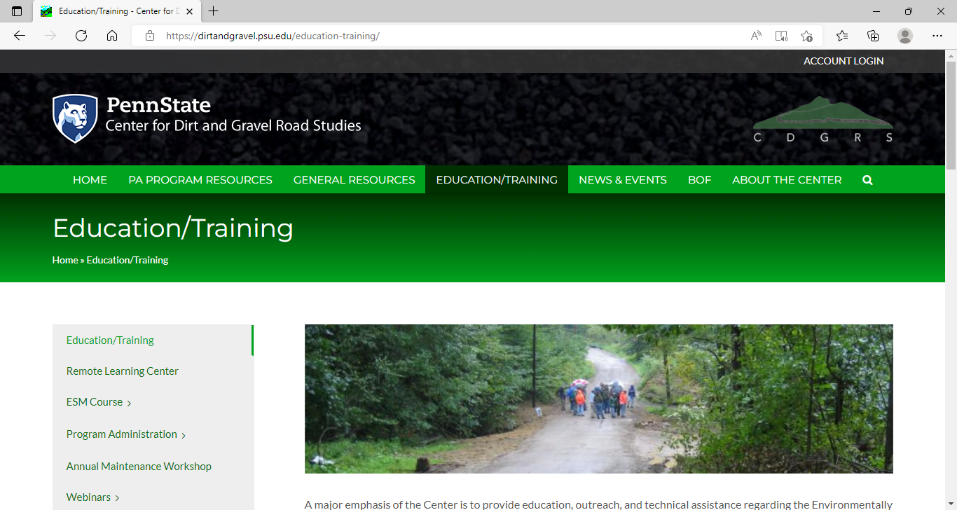 Education/Training - Center for D
https://dirtandgravel.psu.edu/education-training/
ACCOUNT LOGIN
PennState
Center for Dirt and Gravel Road Studies
C D G R S
HOME PA PROGRAM RESOURCES GENERAL RESOURCES EDUCATION/TRAINING NEWS & EVENTS BOF ABOUT THE CENTER
Education/Training
Home » Education/Training
Education/Training
Remote Learning Center
ESM Course
Program Administration
Annual Maintenance Workshop
Webinars
A major emphasis of the Center is to provide education, outreach, and technical assistance regarding the Environmentally